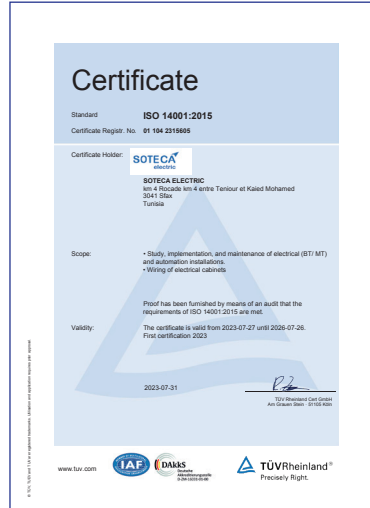 Certificate
Standard ISO 14001:2015
Certificate Registr. No. 01 104 2315605
Certificate Holder: SOTECA
electric
SOTECA ELECTRIC
km 4 Rocade km 4 entre Teniour et Kaied Mohamed
3041 Sfax
Tunisia
Scope: • Study, implementation, and maintenance of electrical (BT/ MT)
and automation installations.
• Wiring of electrical cabinets
Proof has been furnished by means of an audit that the
requirements of ISO 14001:2015 are met.
Validity: The certificate is valid from 2023-07-27 until 2026-07-26.
First certification 2023
2023-07-31
TÜV Rheinland Cert GmbH
Am Grauen Stein · 51105 Köln
www.tuv.com
IAF
DAkkS
Deutsche
Akkreditierungsstelle
TÜVRheinland®
Precisely Right.